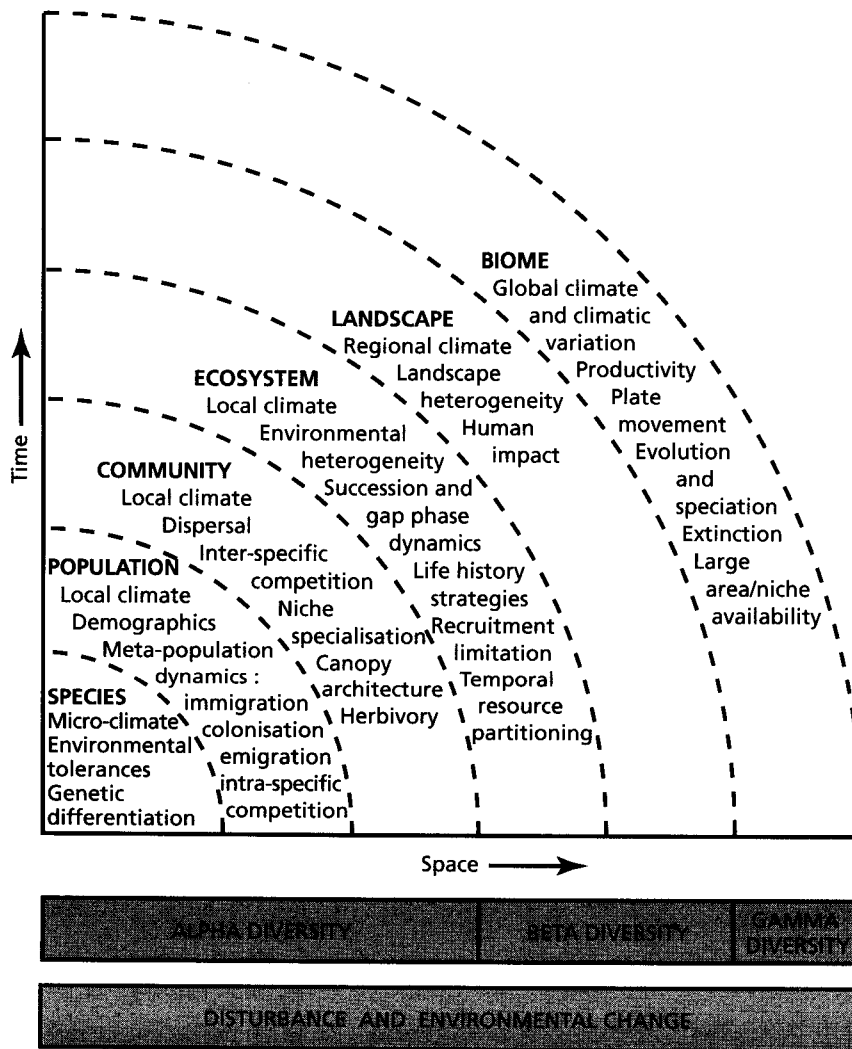 BIOME
Global climate
and climatic
variation
Productivity
Plate
movement
Evolution
and
speciation
Extinction
Large
area/niche
availability
LANDSCAPE
Regional climate
Landscape
heterogeneity
Human
impact
ECOSYSTEM
Local climate
Environmental
heterogeneity
Succession and
gap phase
dynamics
Life history
strategies
Recruitment
limitation
Temporal
resource
partitioning
COMMUNITY
Local climate
Dispersal
Inter-specific
competition
Niche
specialisation
Canopy
architecture
Herbivory
POPULATION
Local climate
Demographics
Meta-population
dynamics :
immigration
colonisation
emigration
intra-specific
competition
SPECIES
Micro-climate
Environmental
tolerances
Genetic
differentiation
Time
Space
ALPHA DIVERSITY
BETA DIVERSITY
GAMMA
DIVERSITY
DISTURBANCE AND ENVIRONMENTAL CHANGE